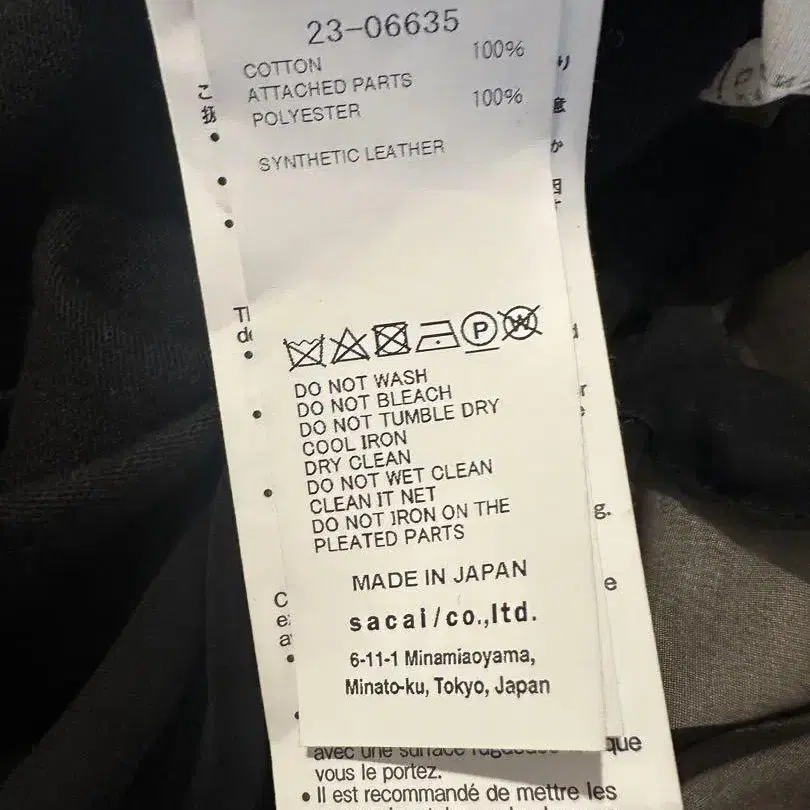 23-06635
COTTON 100%
ATTACHED PARTS
POLYESTER 100%
SYNTHETIC LEATHER
P
W
DO NOT WASH
DO NOT BLEACH
DO NOT TUMBLE DRY
COOL IRON
DRY CLEAN
DO NOT WET CLEAN
CLEAN IT NET
DO NOT IRON ON THE
PLEATED PARTS
MADE IN JAPAN
sacai/co.,ltd.
6-11-1 Minamiaoyama,
Minato-ku, Tokyo, Japan
avec une surface
vous le portez.
• Il est recommandé de mettre les